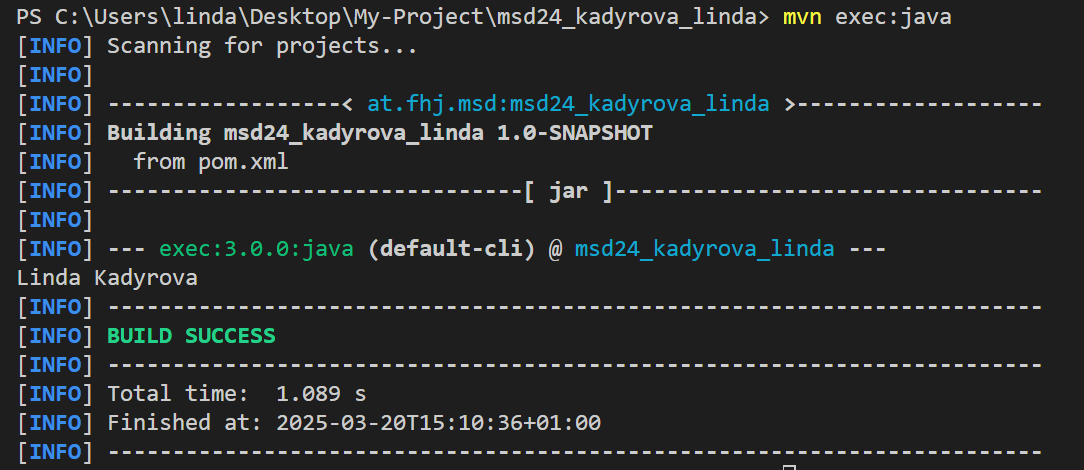 PS C:\Users\linda\Desktop\My-Project\msd24_kadyrova_linda> mvn exec:java
[INFO] Scanning for projects...
[INFO]
[INFO] ------------------< at.fhj.msd:msd24_kadyrova_linda >-------------------
[INFO] Building msd24_kadyrova_linda 1.0-SNAPSHOT
[INFO]   from pom.xml
[INFO] --------------------------------[ jar ]---------------------------------
[INFO]
[INFO] --- exec:3.0.0:java (default-cli) @ msd24_kadyrova_linda ---
Linda Kadyrova
[INFO] ------------------------------------------------------------------------
[INFO] BUILD SUCCESS
[INFO] ------------------------------------------------------------------------
[INFO] Total time:  1.089 s
[INFO] Finished at: 2025-03-20T15:10:36+01:00
[INFO] ------------------------------------------------------------------------